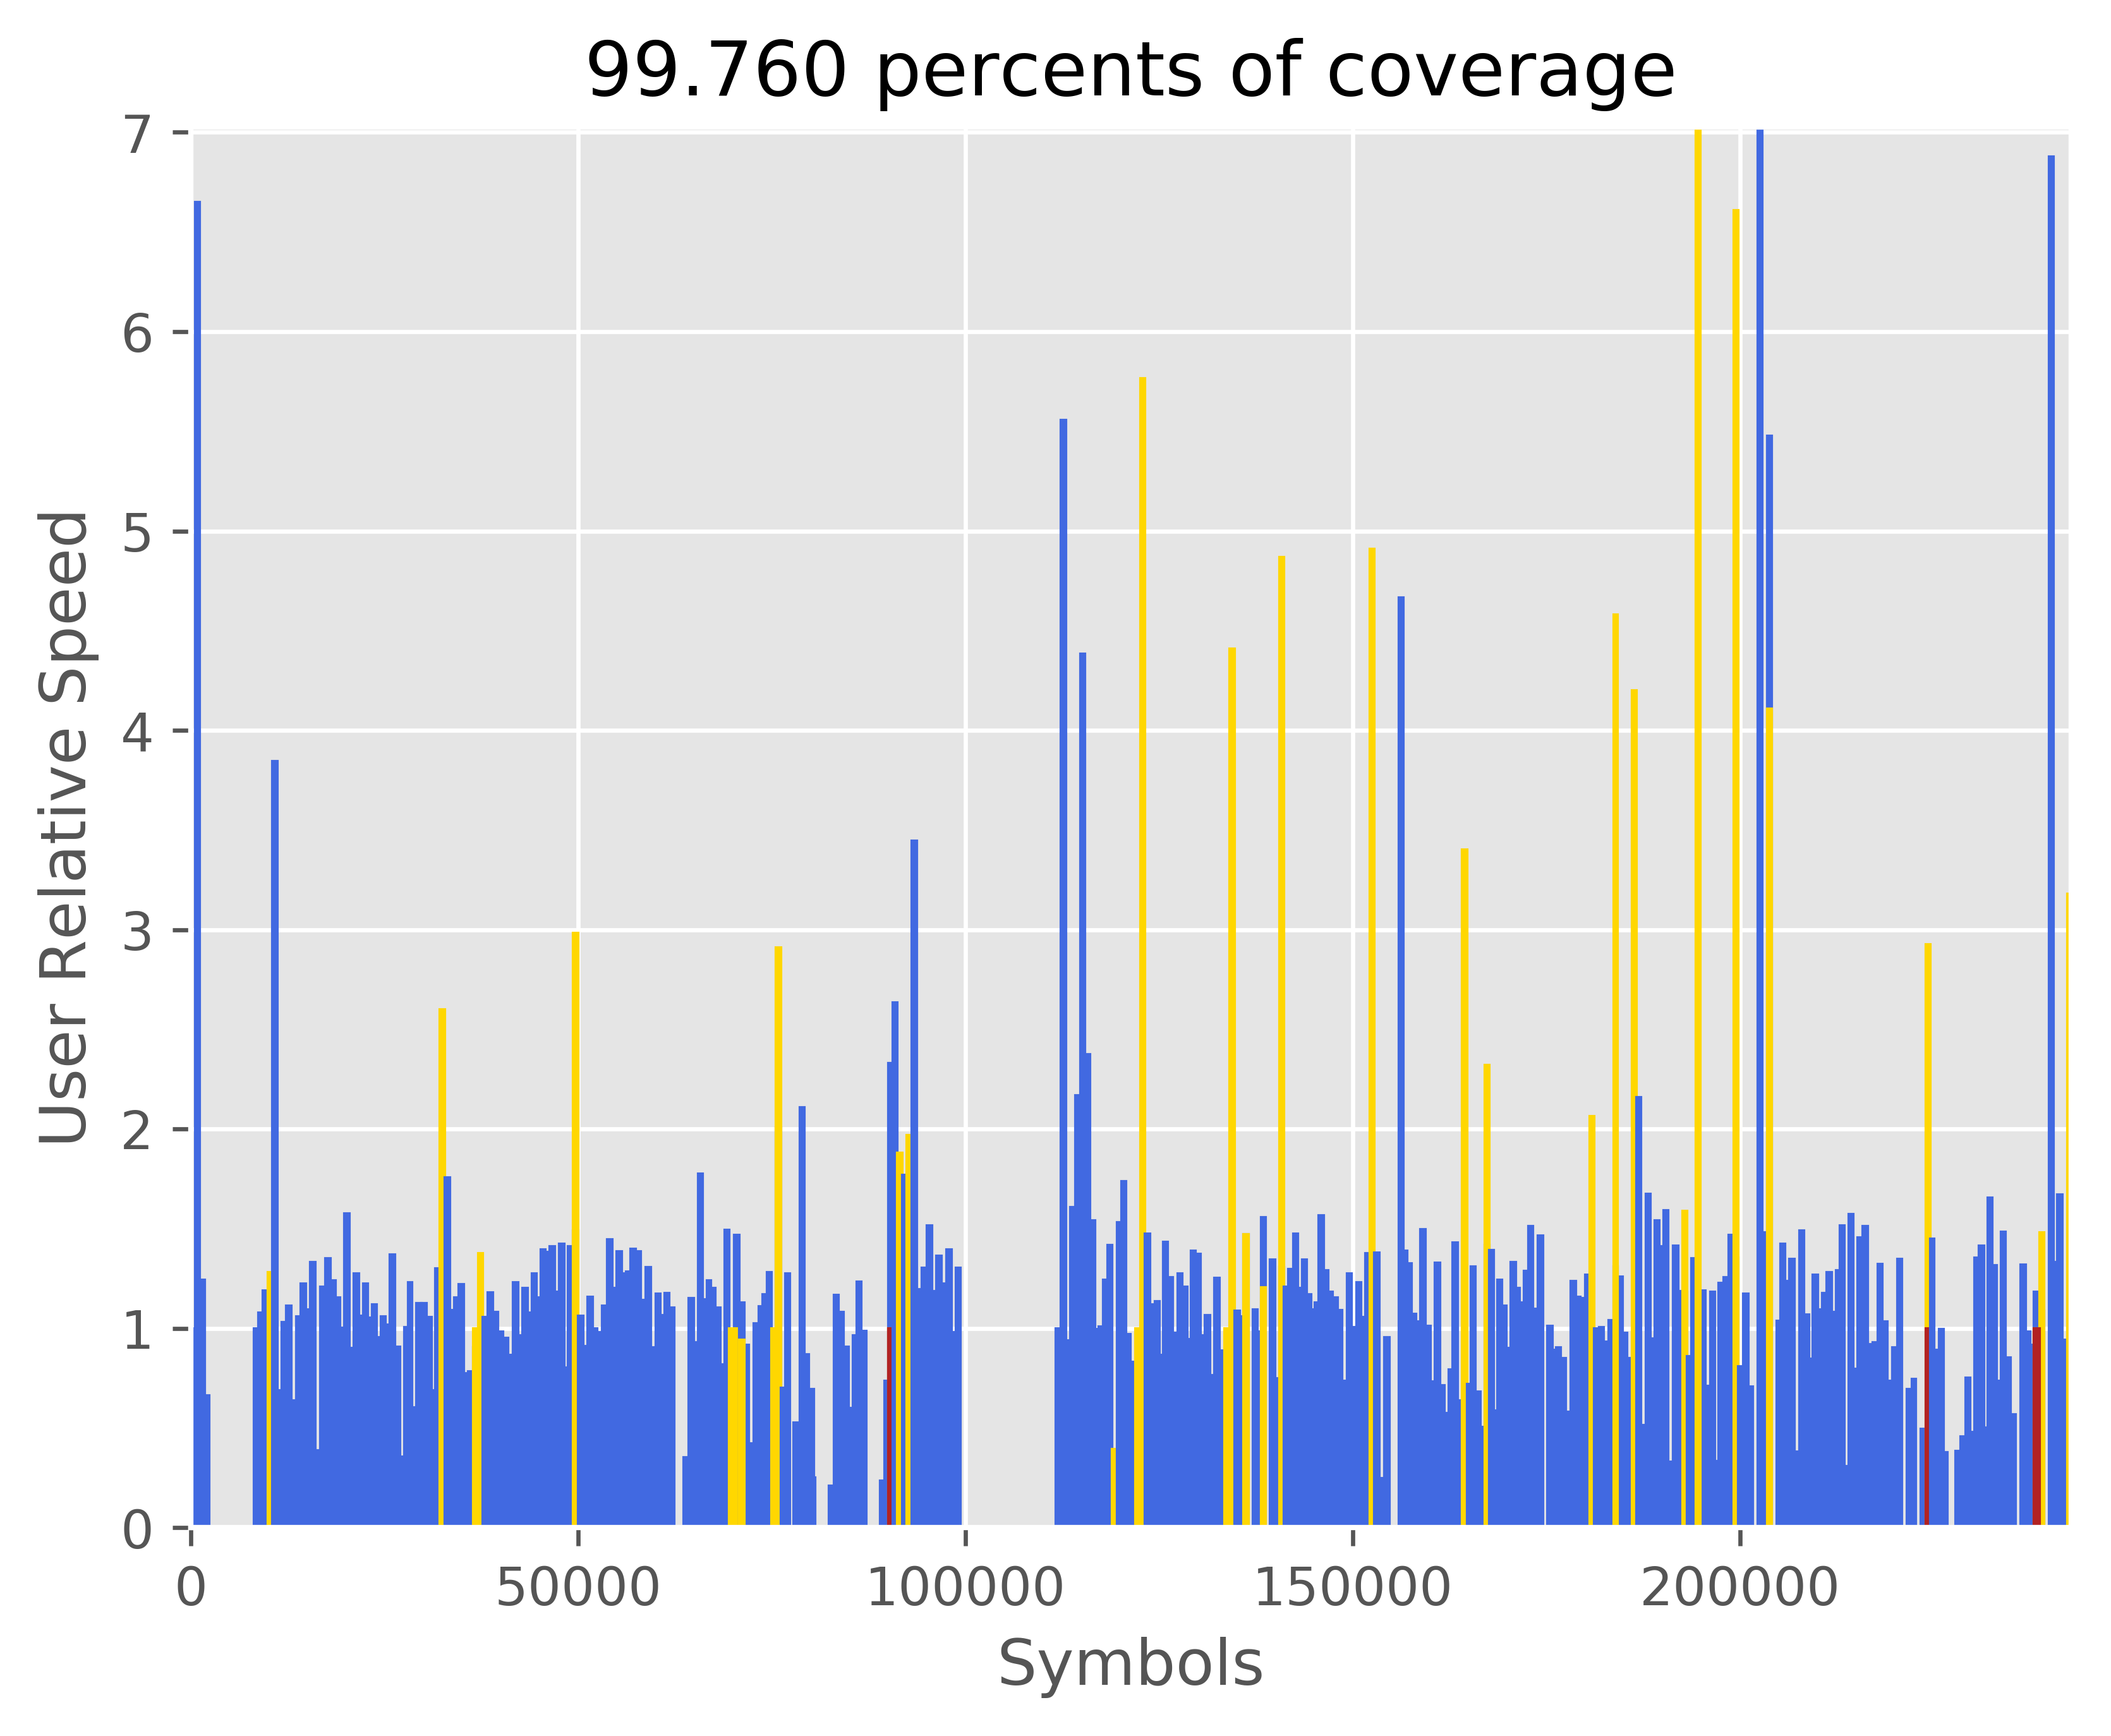 99.760 percents of coverage
7
6
5
4
3
2
1
0
User Relative Speed
0 50000 100000 150000 200000
Symbols